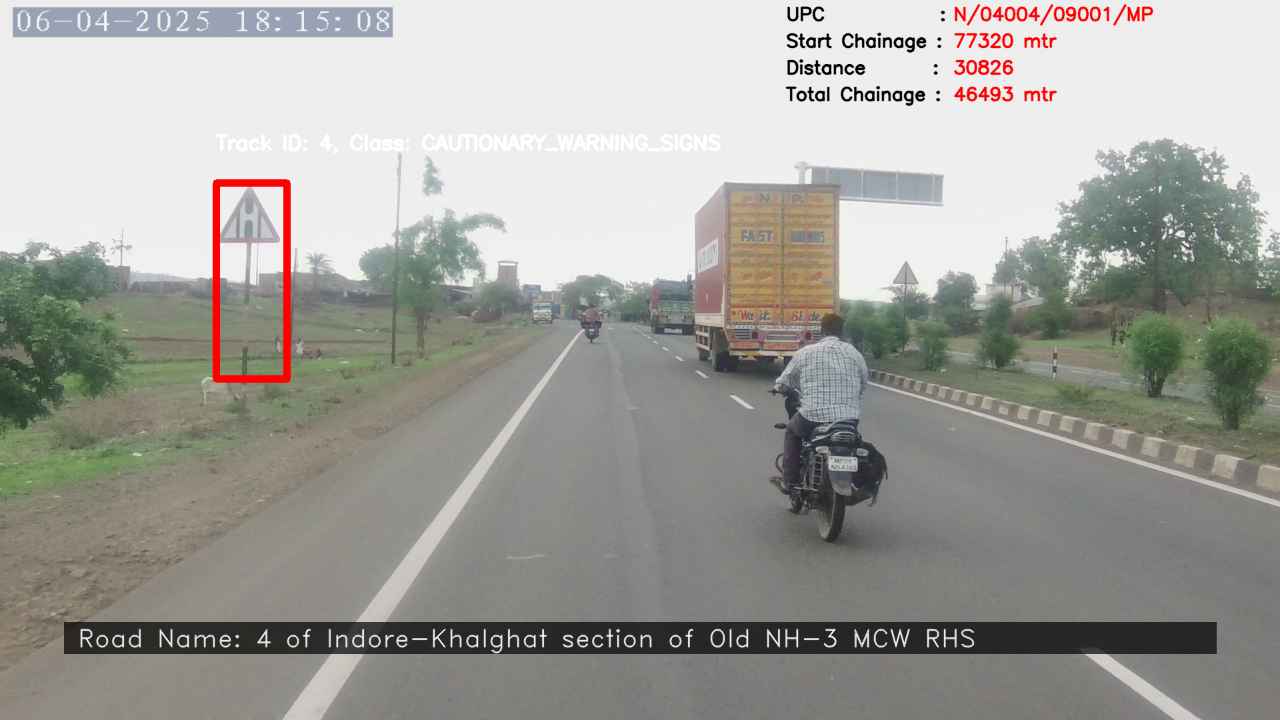 06-04-2025 18:15:08
UPC : N/04004/09001/MP
Start Chainage : 77320 mtr
Distance : 30826
Total Chainage : 46493 mtr
Track ID: 4, Class: CAUTIONARY_WARNING_SIGNS
N P
FAST
Road Name: 4 of Indore-Khalghat section of Old NH-3 MCW RHS